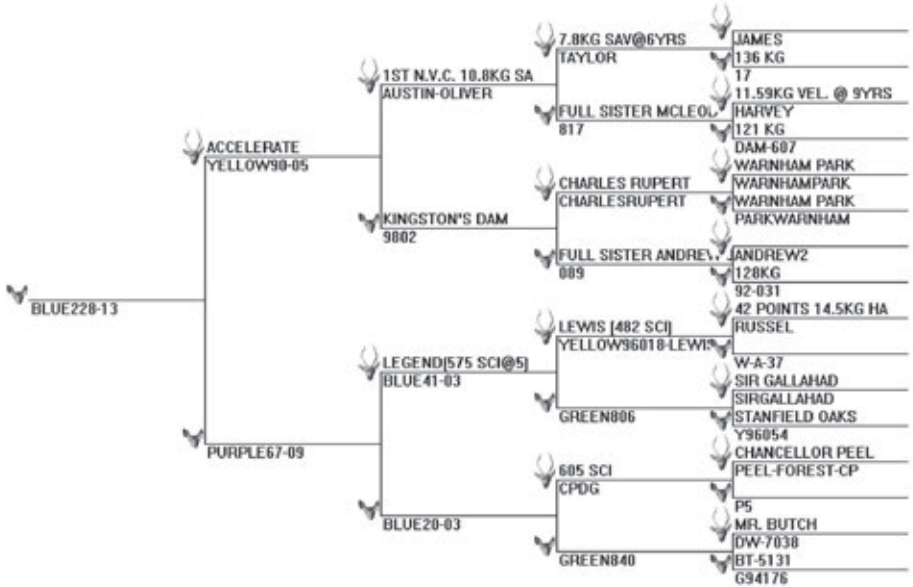 JAMES
7.8KG SAV@6YRS
TAYLOR
136 KG
17
1ST N.V.C. 10.8KG SA
AUSTIN-OLIVER
11.59KG VEL. @ 9YRS
FULL SISTER MCLEOD
HARVEY
817
121 KG
DAM-607
ACCELERATE
YELLOW90-05
WARNHAM PARK
CHARLES RUPERT
WARNHAMPARK
CHARLESRUPERT
WARNHAM PARK
KINGSTON'S DAM
PARKWARNHAM
9802
FULL SISTER ANDREW
ANDREW2
089
128KG
92-031
BLUE228-13
42 POINTS 14.5KG HA
LEWIS (482 SCI)
RUSSEL
YELLOW96018-LEWIS
W-A-37
LEGEND(575 SCI@5)
BLUE41-03
SIR GALLAHAD
SIRGALLAHAD
GREEN806
STANFIELD OAKS
Y96054
PURPLE67-09
CHANCELLOR PEEL
605 SCI
PEEL-FOREST-CP
CPDG
P5
BLUE20-03
MR. BUTCH
DW-7038
GREEN840
BT-5131
G94176